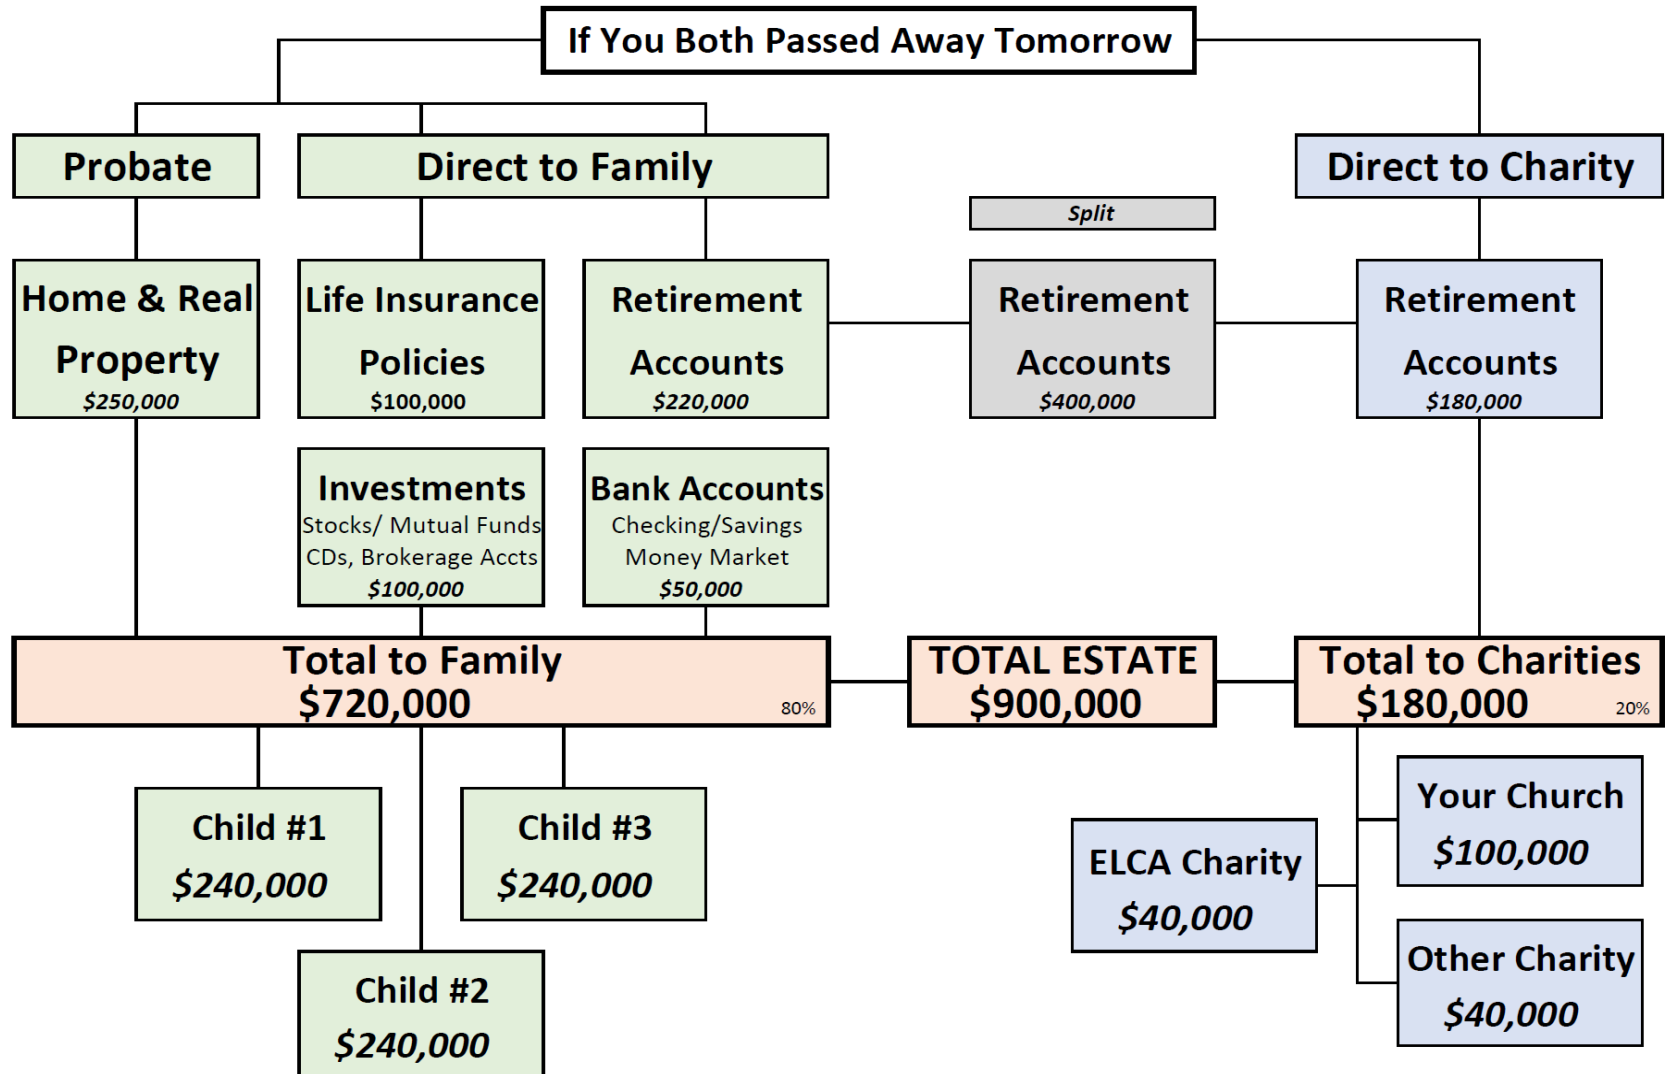 If You Both Passed Away Tomorrow
Probate
Direct to Family
Direct to Charity
Split
Home & Real
Property
$250,000
Life Insurance
Policies
$100,000
Retirement
Accounts
$220,000
Retirement
Accounts
$400,000
Retirement
Accounts
$180,000
Investments
Stocks/ Mutual Funds
CDs, Brokerage Accts
$100,000
Bank Accounts
Checking/Savings
Money Market
$50,000
Total to Family
$720,000
80%
TOTAL ESTATE
$900,000
Total to Charities
$180,000
20%
Child #1
$240,000
Child #3
$240,000
Child #2
$240,000
ELCA Charity
$40,000
Your Church
$100,000
Other Charity
$40,000